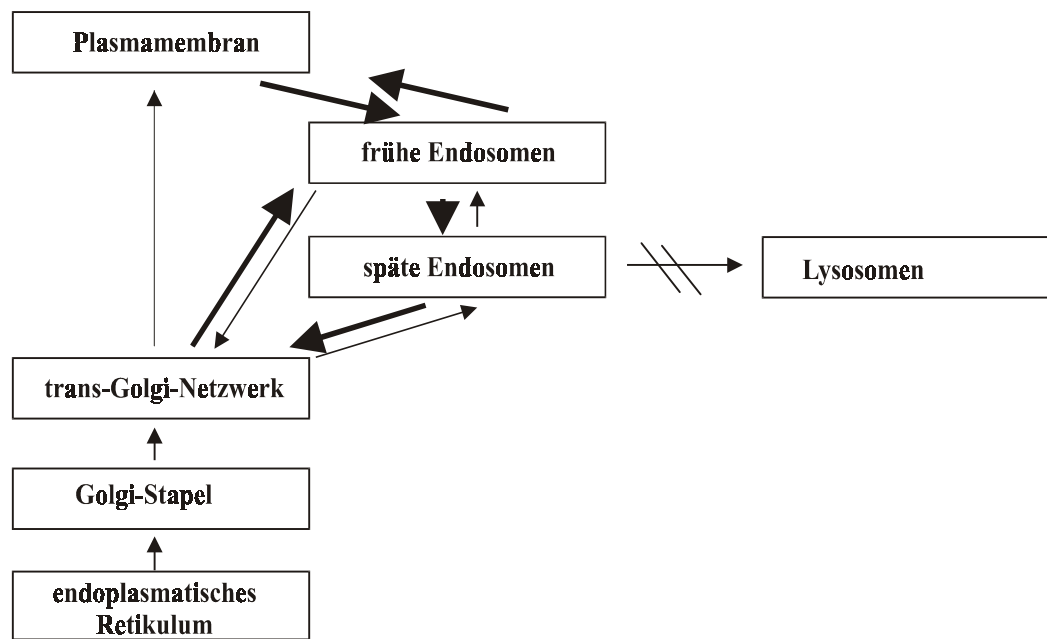 Plasmamembran
frühe Endosomen
späte Endosomen
Lysosomen
trans-Golgi-Netzwerk
Golgi-Stapel
endoplasmatisches
Retikulum